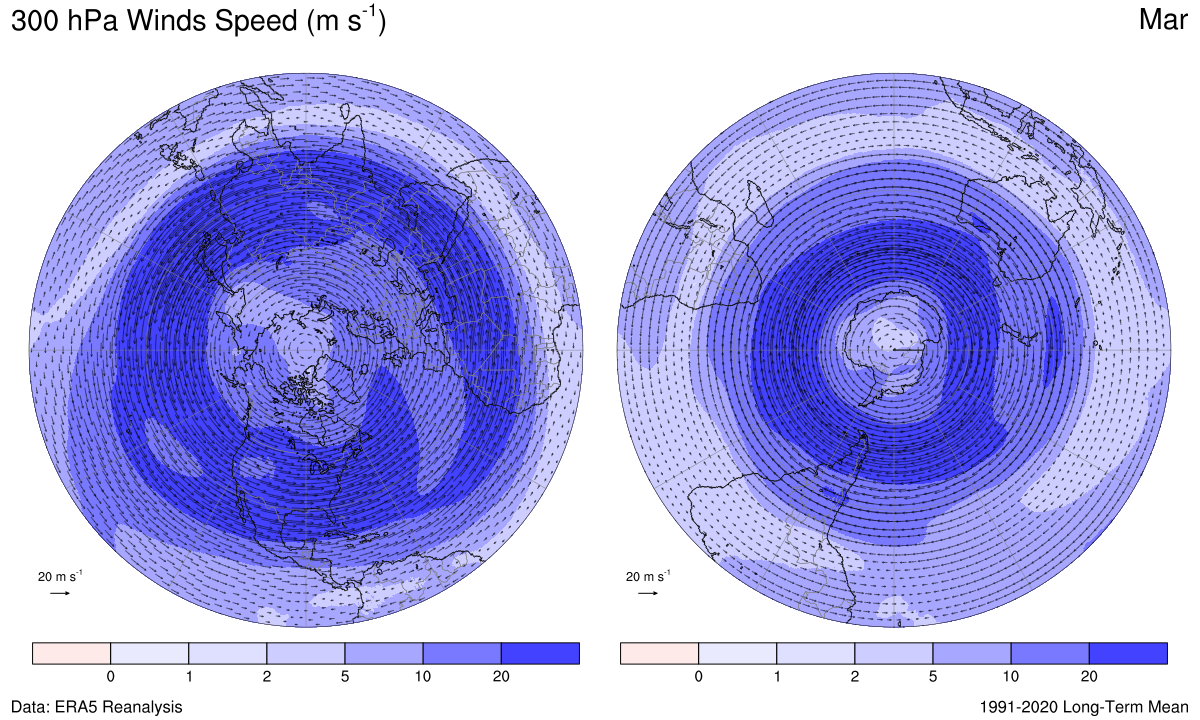 300 hPa Winds Speed (m s⁻¹)
Mar
20 m s⁻¹
20 m s⁻¹
0 1 2 5 10 20
0 1 2 5 10 20
Data: ERA5 Reanalysis
1991-2020 Long-Term Mean